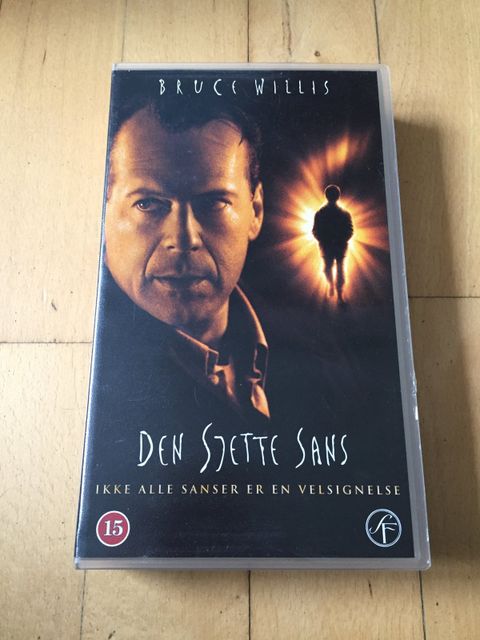 BRUCE WILLIS
DEN SJETTE SANS
IKKE ALLE SANSER ER EN VELSIGNELSE
15
SF